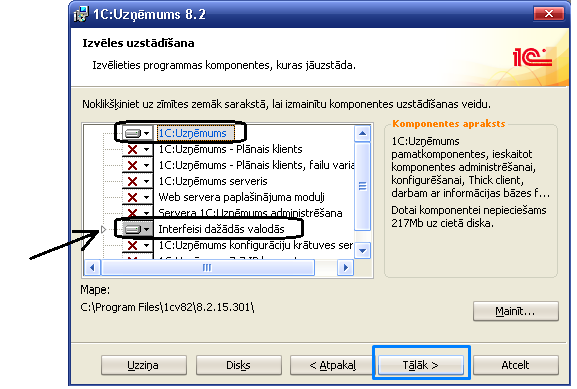 1C:Uzņēmums 8.2
Izvēles uzstādīšana
Izvēlieties programmas komponentes, kuras jāuzstāda.
1C
Noklikšķiniet uz zīmītes zemāk sarakstā, lai izmainītu komponentes uzstādīšanas veidu.
1C:Uzņēmums
1C:Uzņēmums - Plānais klients
1C:Uzņēmums - Plānais klients, failu varia
1C:Uzņēmums serveris
Web servera paplašinājuma moduļi
Servera 1C:Uzņēmums administrēšana
Interfeisi dažādās valodās
1C:Uzņēmums konfigurāciju krātuves ser
Komponentes apraksts
1C:Uzņēmums
pamatkomponentes, ieskaitot
komponentes administrēšanai,
konfigurēšanai, Thick client,
darbam ar informācijas bāzes f...
Dotai komponentei nepieciešams
217Mb uz cietā diska.
Mape:
C:\Program Files\1cv82\8.2.15.301\
Mainīt...
Uzziņa
Disks
< Atpakaļ
Tālāk >
Atcelt